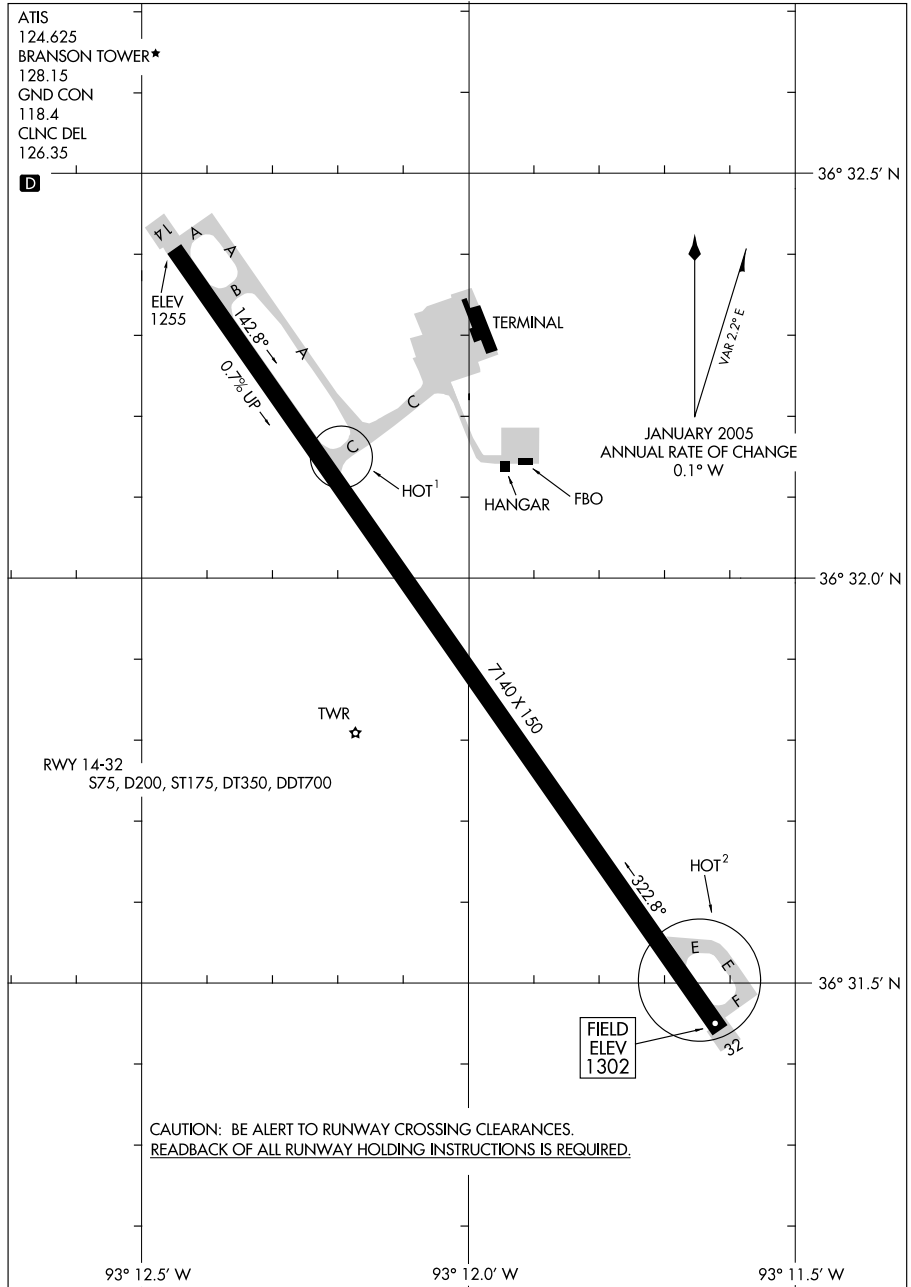 ATIS
124.625
BRANSON TOWER★
128.15
GND CON
118.4
CLNC DEL
126.35
D
36° 32.5' N
14
A
A
B
A
C
C
ELEV
1255
142.8°
0.7% UP
TERMINAL
VAR 2.2° E
JANUARY 2005
ANNUAL RATE OF CHANGE
0.1° W
HOT¹
HANGAR
FBO
36° 32.0' N
7140 X 150
TWR
RWY 14-32
S75, D200, ST175, DT350, DDT700
322.8°
HOT²
E
E
F
36° 31.5' N
FIELD
ELEV
1302
32
CAUTION: BE ALERT TO RUNWAY CROSSING CLEARANCES.
READBACK OF ALL RUNWAY HOLDING INSTRUCTIONS IS REQUIRED.
93° 12.5' W
93° 12.0' W
93° 11.5' W